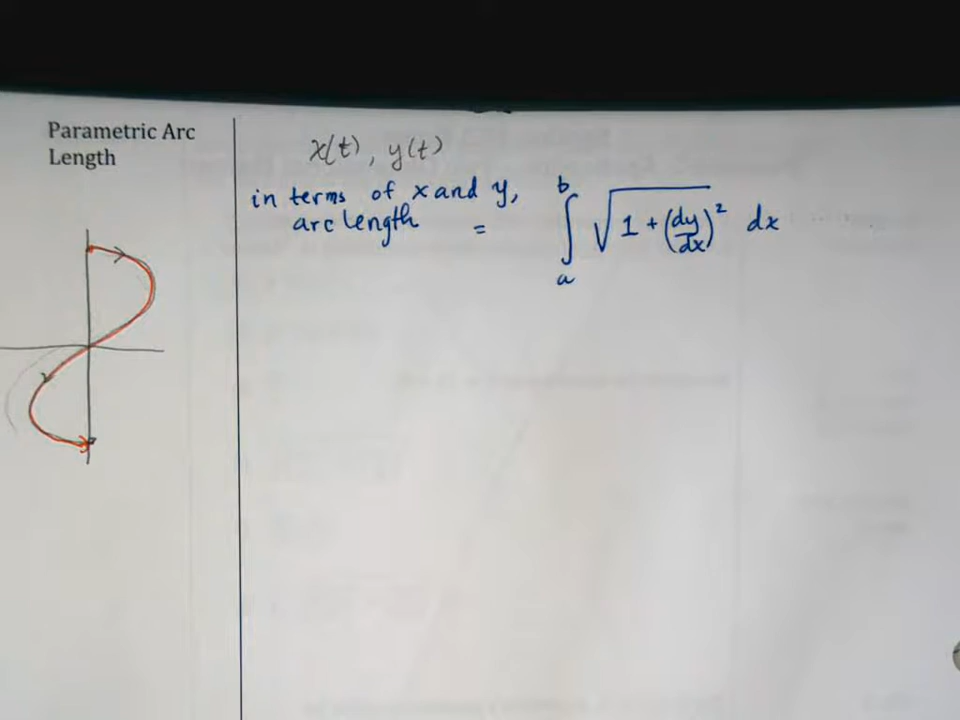 Parametric Arc
Length
x(t), y(t)
in terms of x and y,
arc length = ∫_a^b √(1 + (dy/dx)²) dx